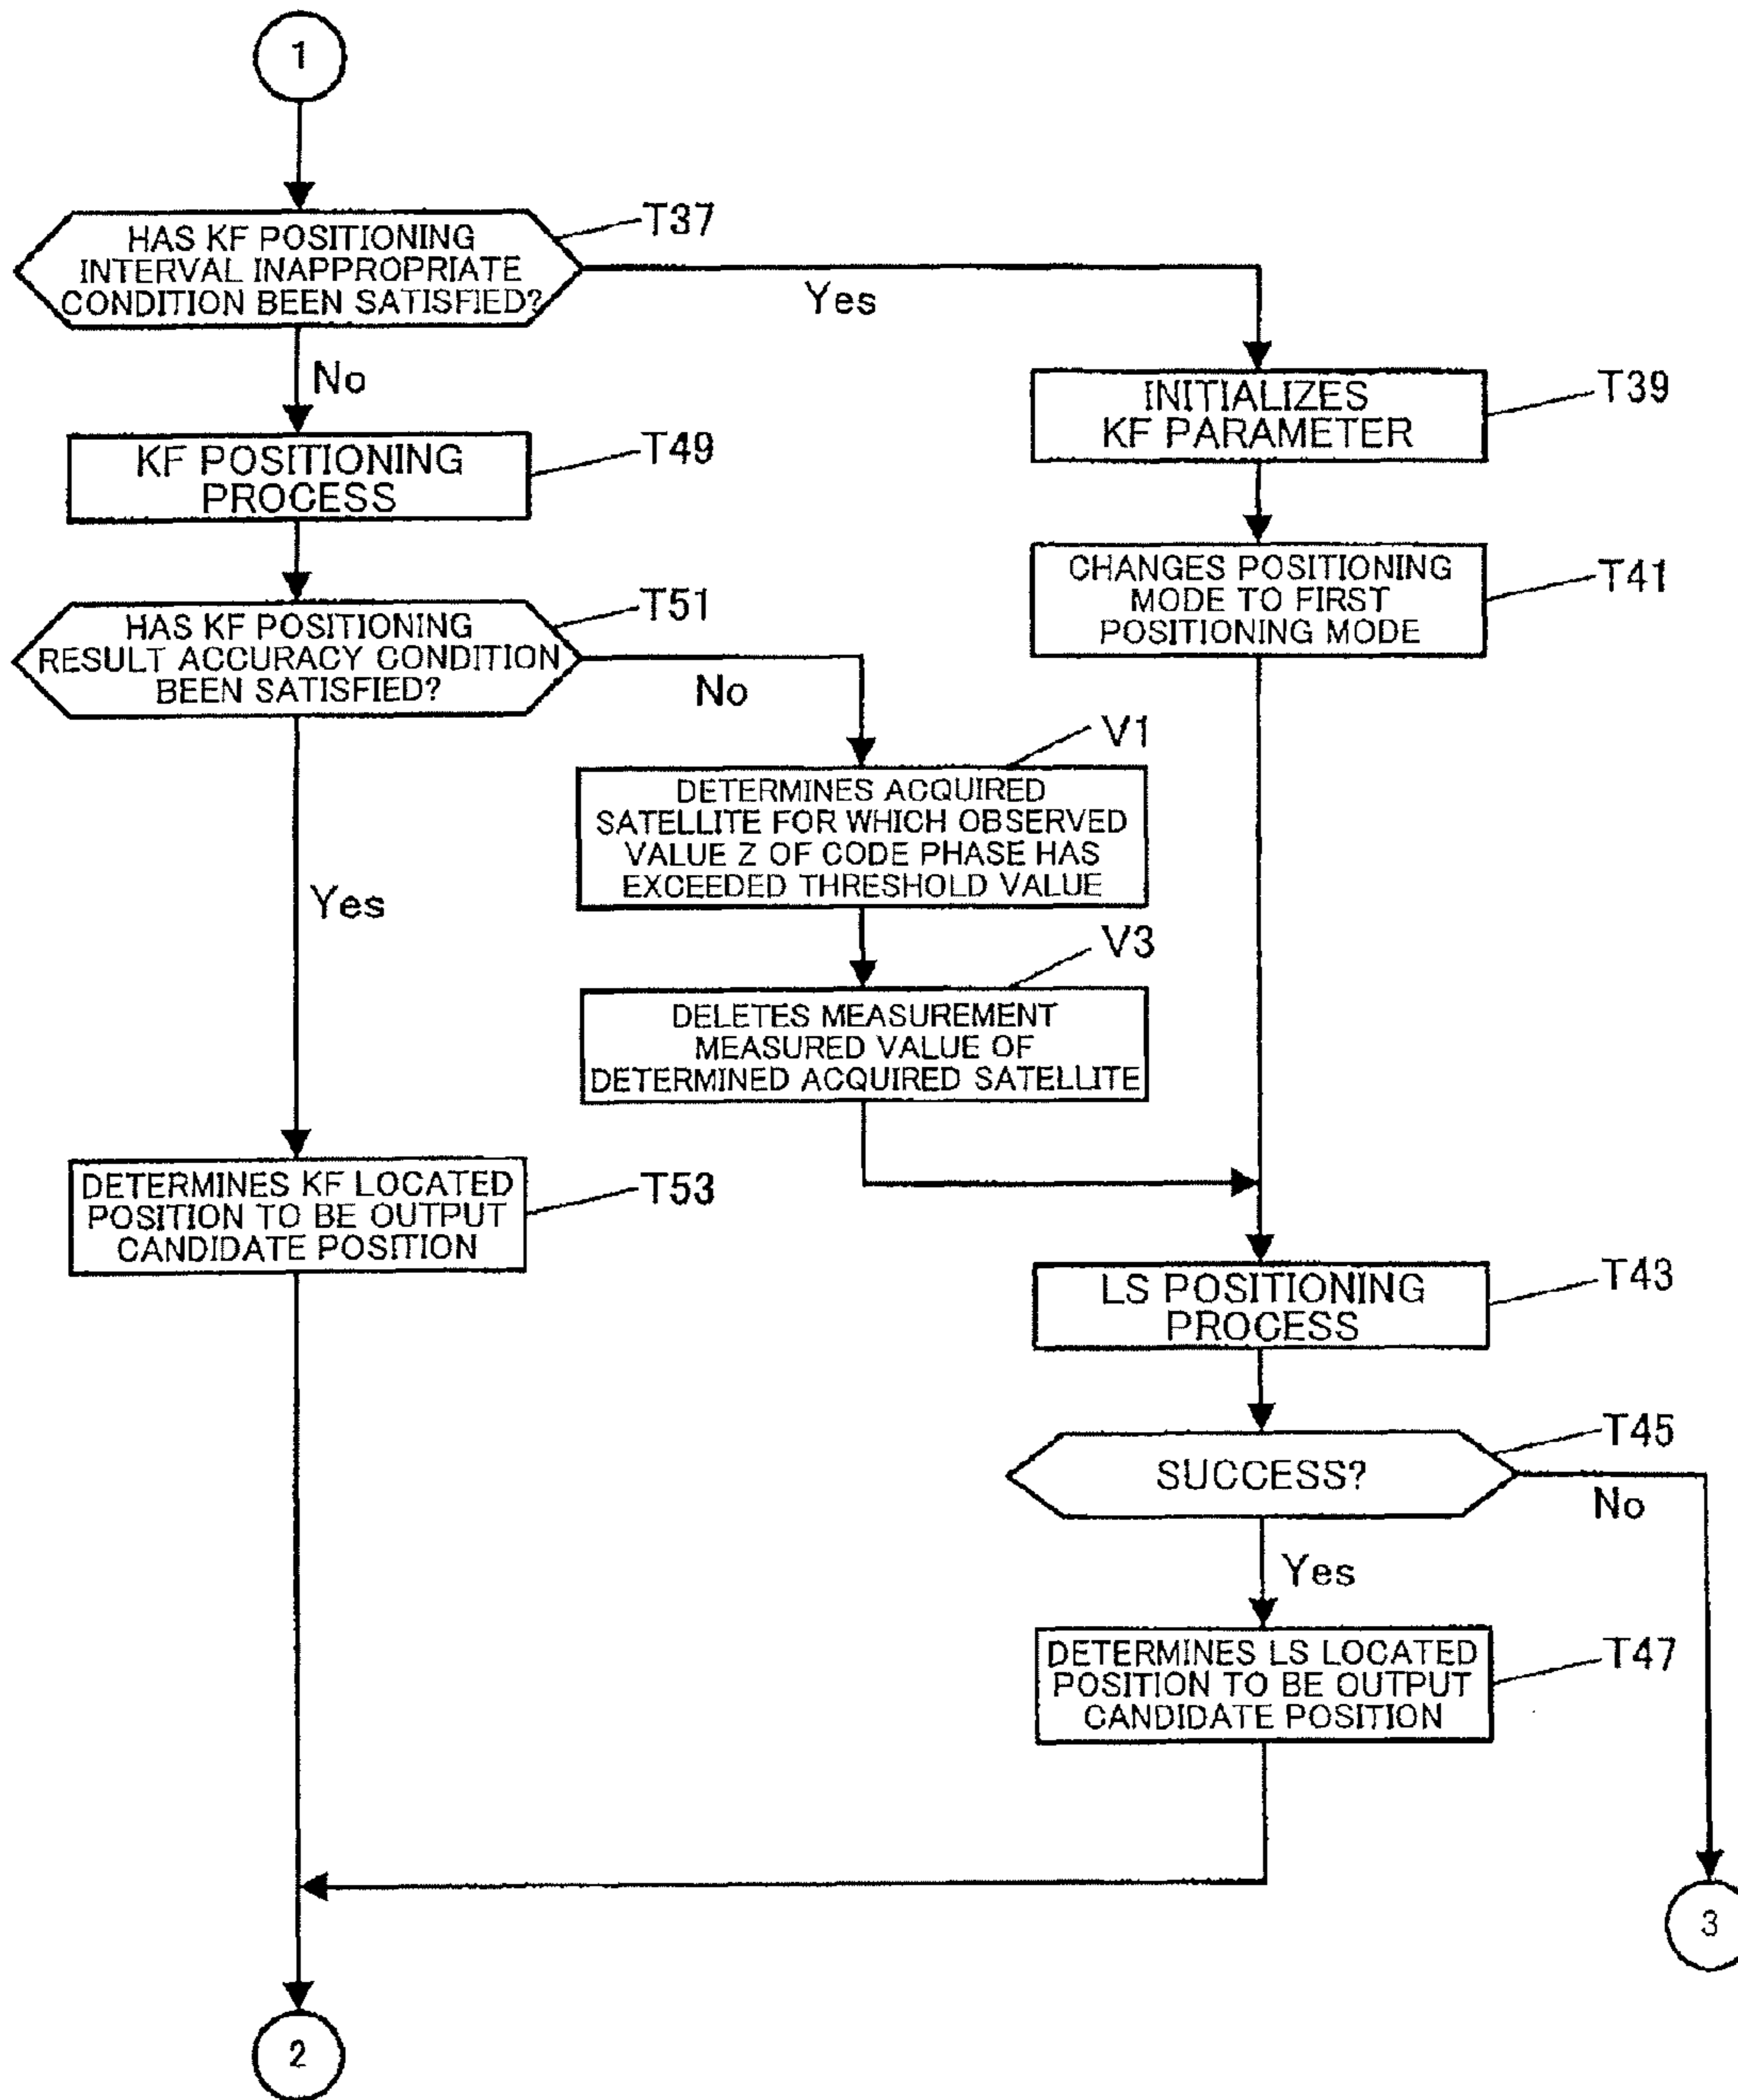 1
HAS KF POSITIONING
INTERVAL INAPPROPRIATE
CONDITION BEEN SATISFIED?
T37
Yes
No
INITIALIZES
KF PARAMETER
T39
KF POSITIONING
PROCESS
T49
CHANGES POSITIONING
MODE TO FIRST
POSITIONING MODE
T41
HAS KF POSITIONING
RESULT ACCURACY CONDITION
BEEN SATISFIED?
T51
No
Yes
V1
DETERMINES ACQUIRED
SATELLITE FOR WHICH OBSERVED
VALUE Z OF CODE PHASE HAS
EXCEEDED THRESHOLD VALUE
V3
DELETES MEASUREMENT
MEASURED VALUE OF
DETERMINED ACQUIRED SATELLITE
DETERMINES KF LOCATED
POSITION TO BE OUTPUT
CANDIDATE POSITION
T53
LS POSITIONING
PROCESS
T43
SUCCESS?
T45
No
Yes
DETERMINES LS LOCATED
POSITION TO BE OUTPUT
CANDIDATE POSITION
T47
3
2